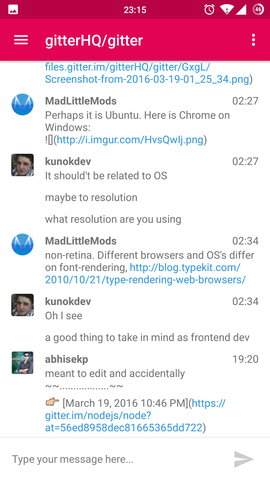 23:15
gitterHQ/gitter
files.gitter.im/gitterHQ/gitter/GxgL/
Screenshot-from-2016-03-19-01_25_34.png)
MadLittleMods 02:27
Perhaps it is Ubuntu. Here is Chrome on
Windows:
![](http://i.imgur.com/HvsQwIj.png)
kunokdev 02:27
It should't be related to OS
maybe to resolution
what resolution are you using
MadLittleMods 02:34
non-retina. Different browsers and OS's differ
on font-rendering, http://blog.typekit.com/
2010/10/21/type-rendering-web-browsers/
kunokdev 02:34
Oh I see
a good thing to take in mind as frontend dev
abhisekp 19:20
meant to edit and accidentally
~~..................~~
[March 19, 2016 10:46 PM](https://
gitter.im/nodejs/node?
at=56ed8958dec81665365dd722)
Type your message here...